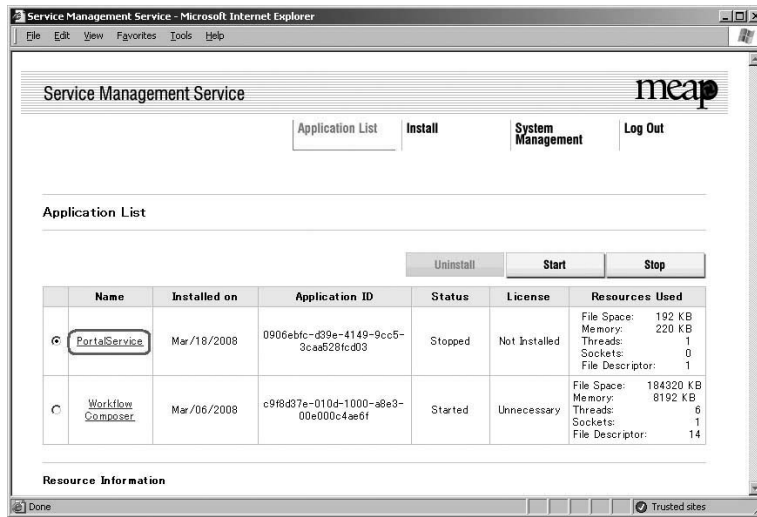 Service Management Service - Microsoft Internet Explorer
File Edit View Favorites Tools Help
Service Management Service
meap
Application List
Install
System
Management
Log Out
Application List
Uninstall
Start
Stop
Name
Installed on
Application ID
Status
License
Resources Used
PortalService
Mar/18/2008
0906ebfc-d39e-4149-9cc5-
3caa528fcd03
Stopped
Not Installed
File Space: 192 KB
Memory: 220 KB
Threads: 1
Sockets: 0
File Descriptor: 1
Workflow
Composer
Mar/06/2008
c9f8d37e-010d-1000-a8e3-
00e000c4ae6f
Started
Unnecessary
File Space: 184320 KB
Memory: 8192 KB
Threads: 6
Sockets: 1
File Descriptor: 14
Resource Information
Done
Trusted sites